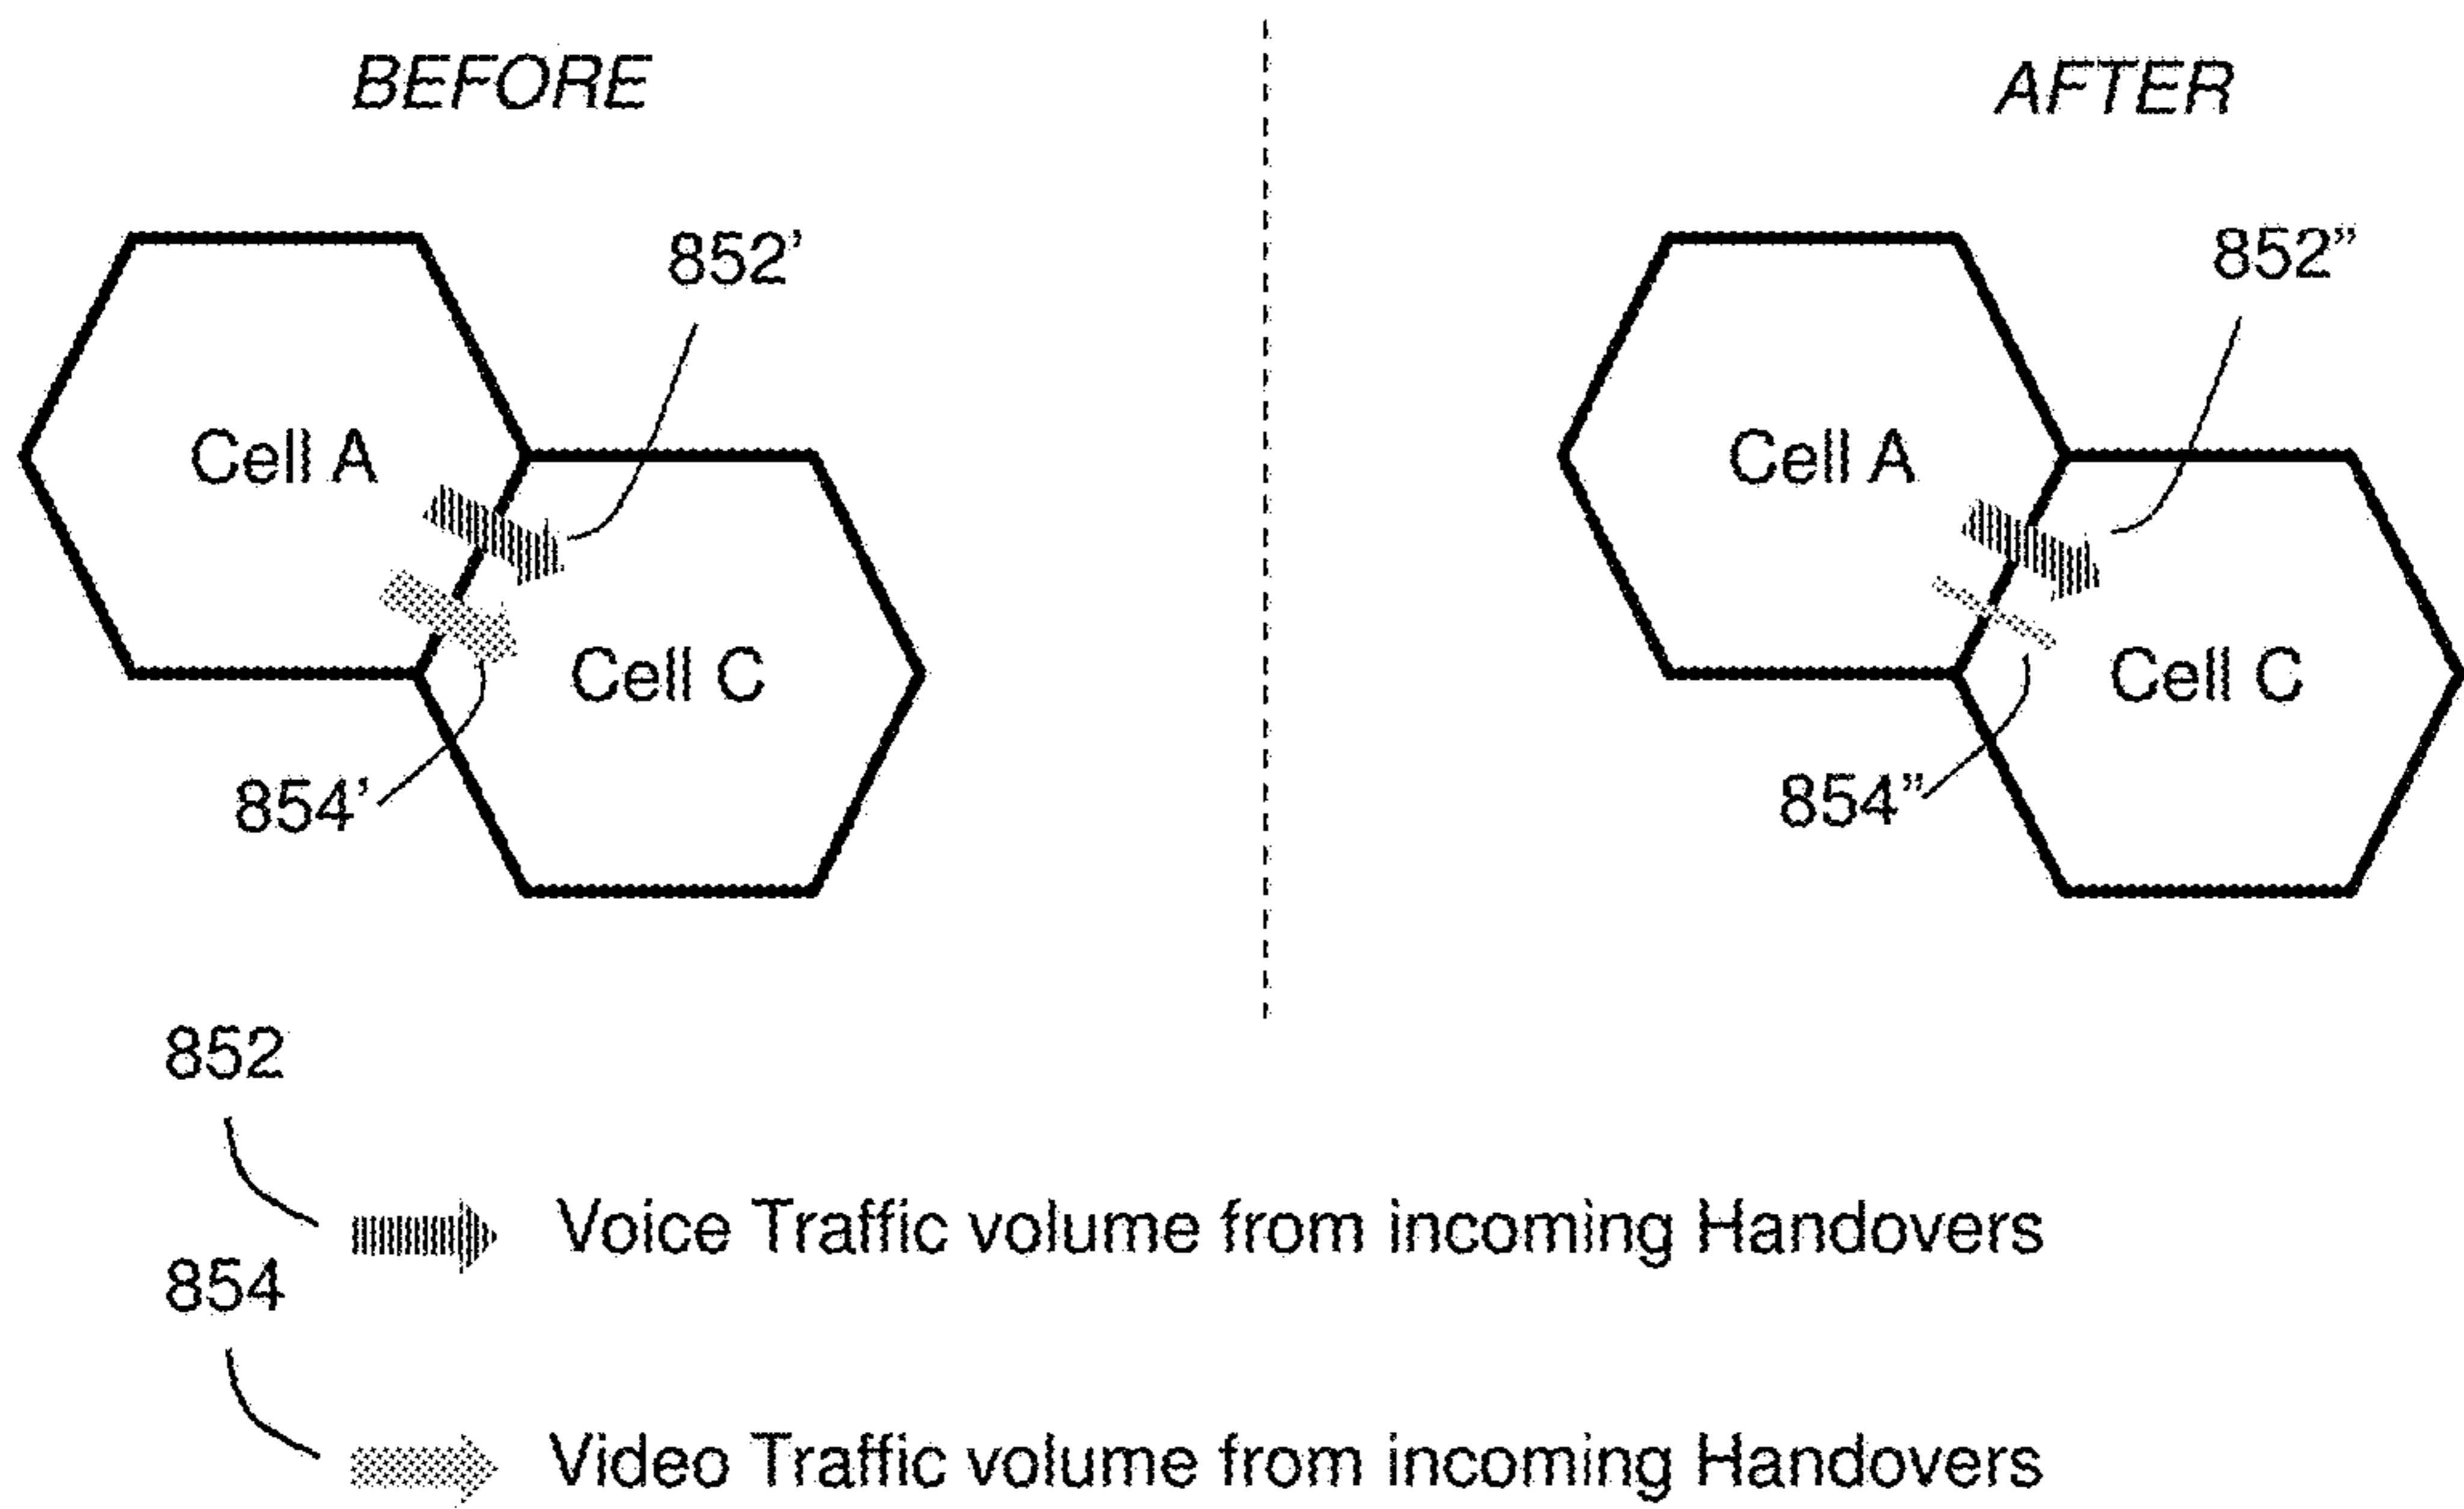 BEFORE
AFTER
852’
852”
Cell A
Cell A
Cell C
Cell C
854’
854”
852
Voice Traffic volume from incoming Handovers
854
Video Traffic volume from incoming Handovers